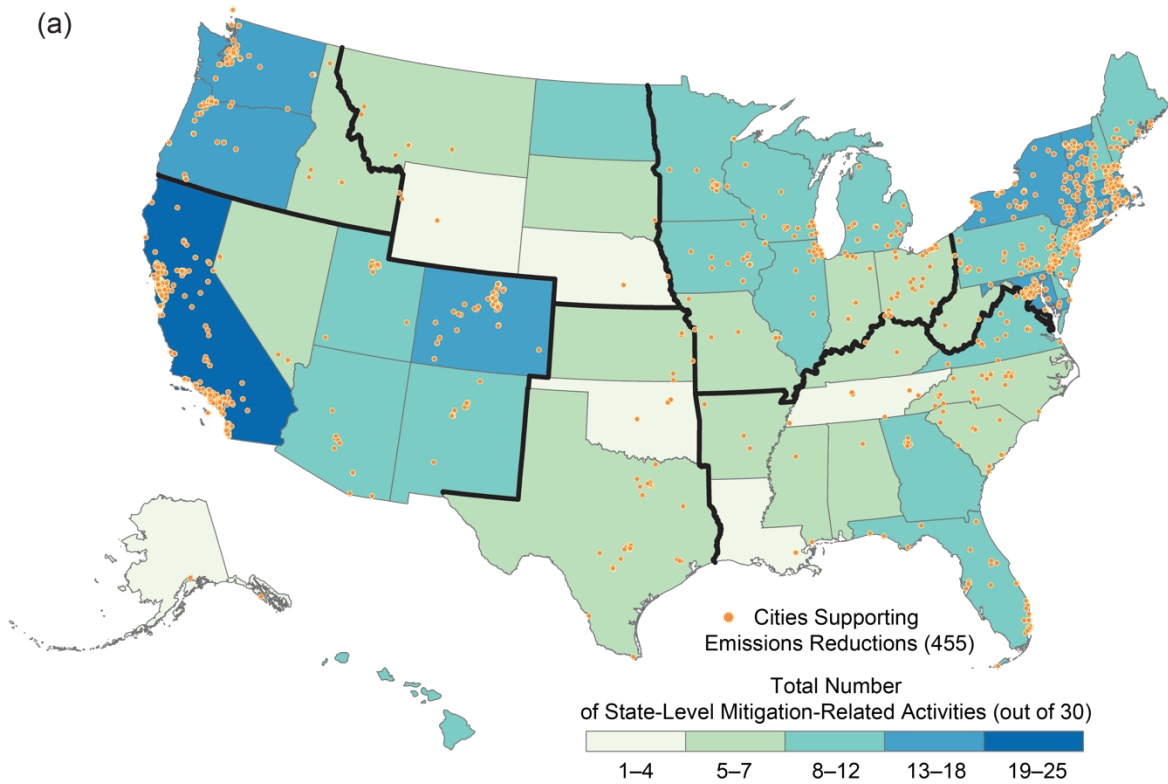 (a)
Cities Supporting
Emissions Reductions (455)
Total Number
of State-Level Mitigation-Related Activities (out of 30)
1–4 5–7 8–12 13–18 19–25